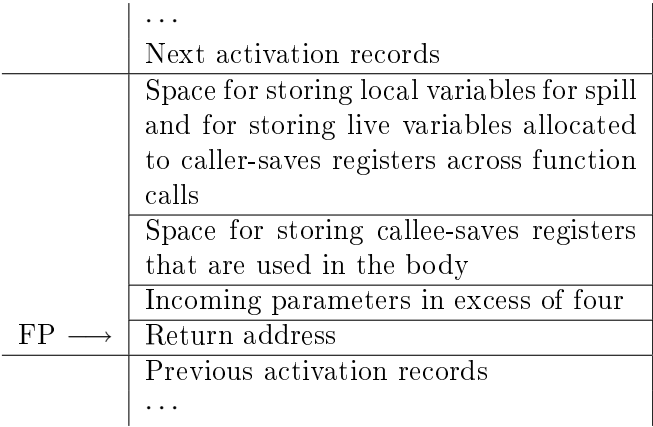 · · ·
Next activation records
Space for storing local variables for spill
and for storing live variables allocated
to caller-saves registers across function
calls
Space for storing callee-saves registers
that are used in the body
Incoming parameters in excess of four
FP ⟶ Return address
Previous activation records
· · ·